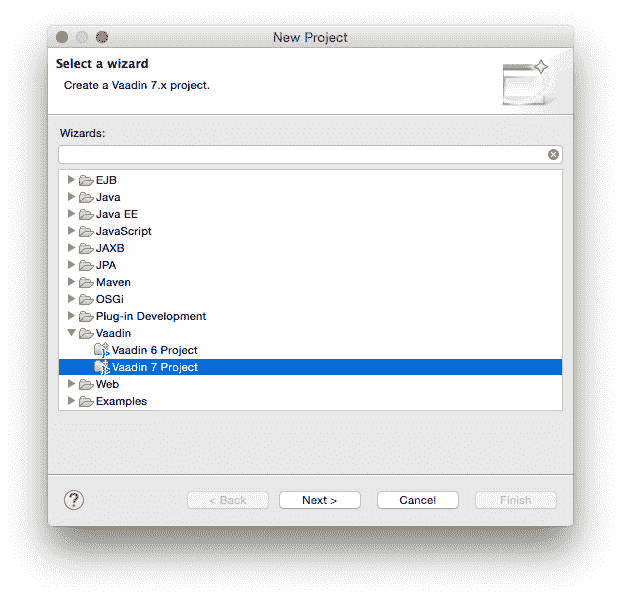 New Project
Select a wizard
Create a Vaadin 7.x project.
Wizards:
EJB
Java
Java EE
JavaScript
JAXB
JPA
Maven
OSGi
Plug-in Development
Vaadin
Vaadin 6 Project
Vaadin 7 Project
Web
Examples
? < Back Next > Cancel Finish